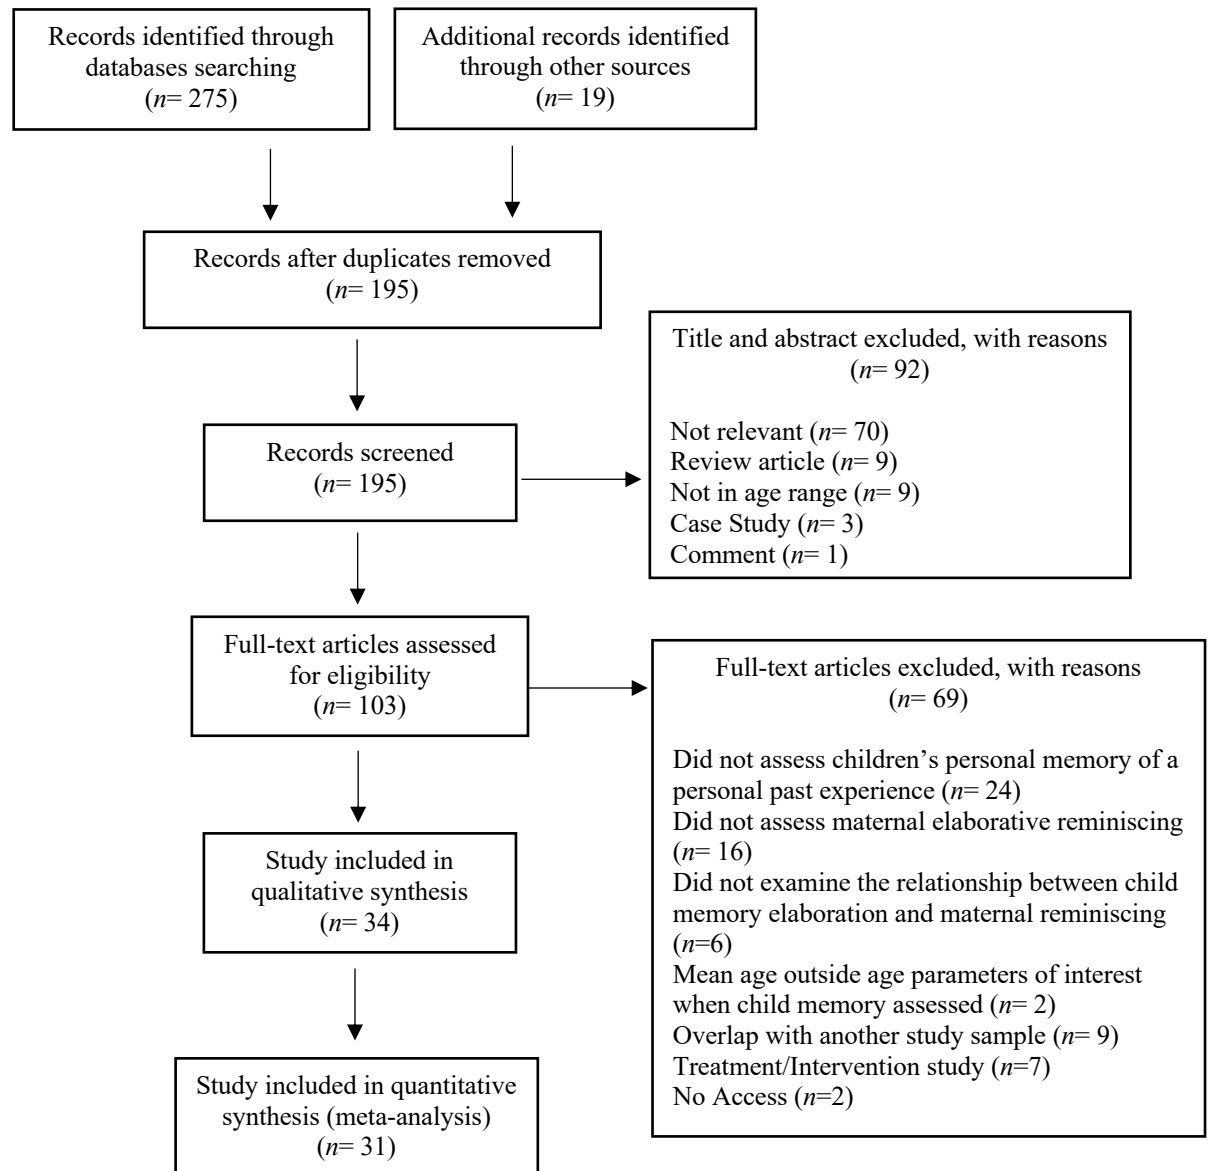 Records identified through
databases searching
(n= 275)
Additional records identified
through other sources
(n= 19)
Records after duplicates removed
(n= 195)
Title and abstract excluded, with reasons
(n= 92)
Not relevant (n= 70)
Review article (n= 9)
Not in age range (n= 9)
Case Study (n= 3)
Comment (n= 1)
Records screened
(n= 195)
Full-text articles assessed
for eligibility
(n= 103)
Full-text articles excluded, with reasons
(n= 69)
Did not assess children’s personal memory of a
personal past experience (n= 24)
Did not assess maternal elaborative reminiscing
(n= 16)
Did not examine the relationship between child
memory elaboration and maternal reminiscing
(n=6)
Mean age outside age parameters of interest
when child memory assessed (n= 2)
Overlap with another study sample (n= 9)
Treatment/Intervention study (n=7)
No Access (n=2)
Study included in
qualitative synthesis
(n= 34)
Study included in quantitative
synthesis (meta-analysis)
(n= 31)